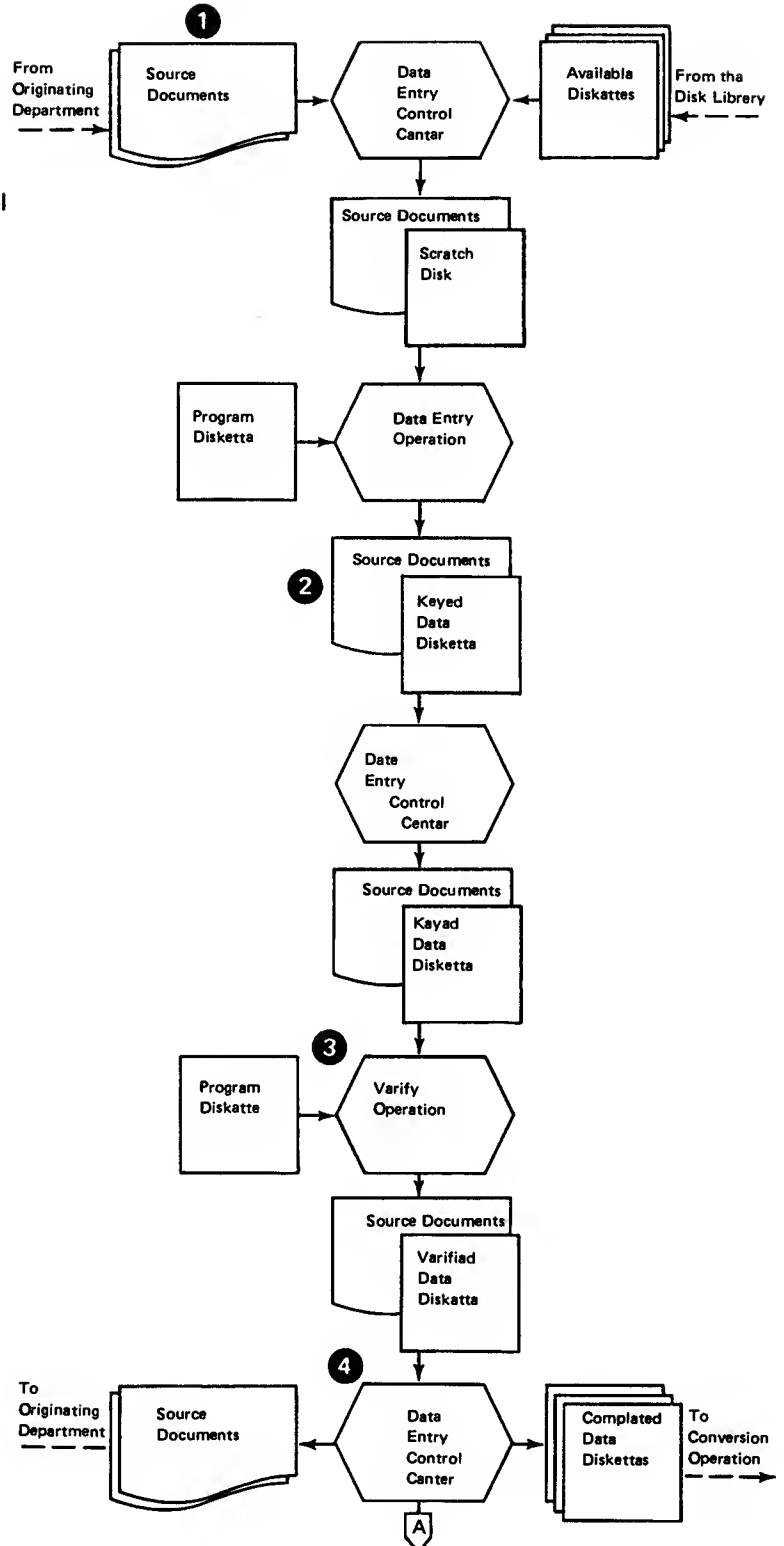 1
From
Originating
Department
Source
Documents
Data
Entry
Control
Cantar
Availabla
Diskattes
From tha
Disk Librery
Source Documents
Scratch
Disk
Program
Disketta
Data Entry
Operation
2
Source Documents
Keyed
Data
Disketta
Date
Entry
Control
Centar
Source Documents
Kayad
Data
Disketta
3
Program
Diskatte
Varify
Operation
Source Documents
Varifiad
Data
Diskatta
4
To
Originating
Department
Source
Documents
Data
Entry
Control
Canter
Complated
Data
Diskettas
To
Conversion
Operation
A